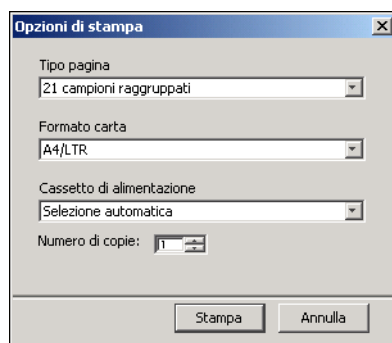 Opzioni di stampa
Tipo pagina
21 campioni raggruppati
Formato carta
A4/LTR
Cassetto di alimentazione
Selezione automatica
Numero di copie: 1
Stampa Annulla